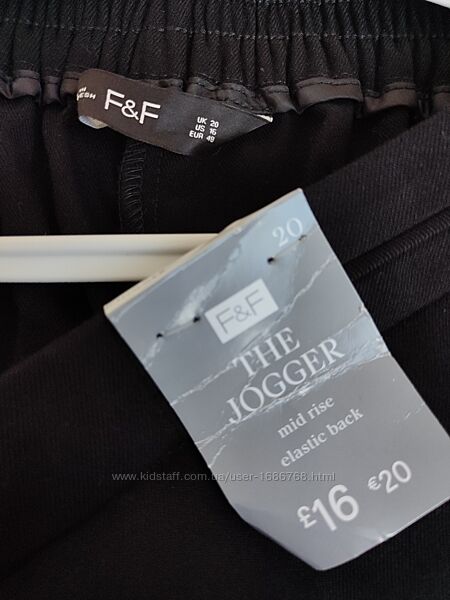 F&F
UK 20
US 16
EUR 48
20
F&F
THE
JOGGER
mid rise
elastic back
£16 €20
www.kidstaff.com.ua/user-1686768.html